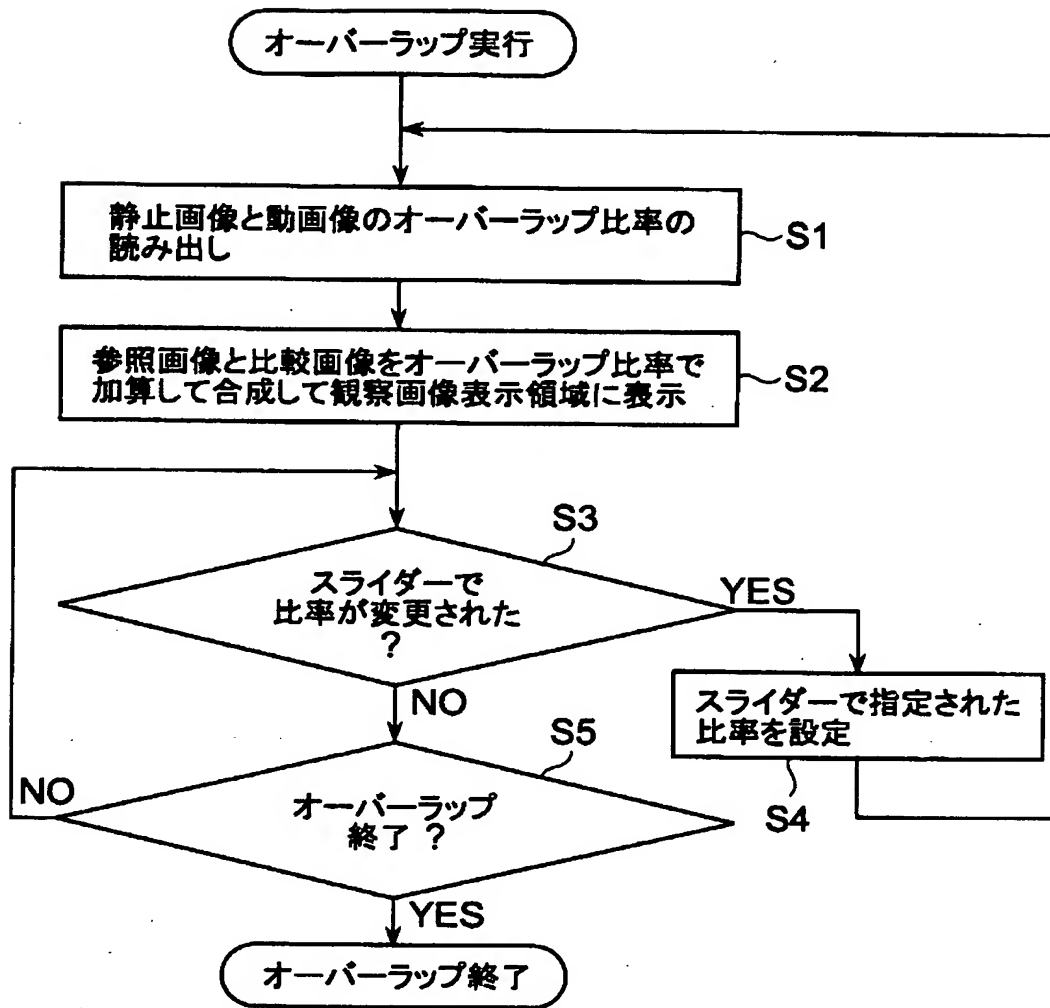 オーバーラップ実行
静止画像と動画像のオーバーラップ比率の
読み出し
S1
参照画像と比較画像をオーバーラップ比率で
加算して合成して観察画像表示領域に表示
S2
S3
スライダーで
比率が変更された
?
YES
NO
スライダーで指定された
比率を設定
S4
S5
NO
オーバーラップ
終了?
YES
オーバーラップ終了